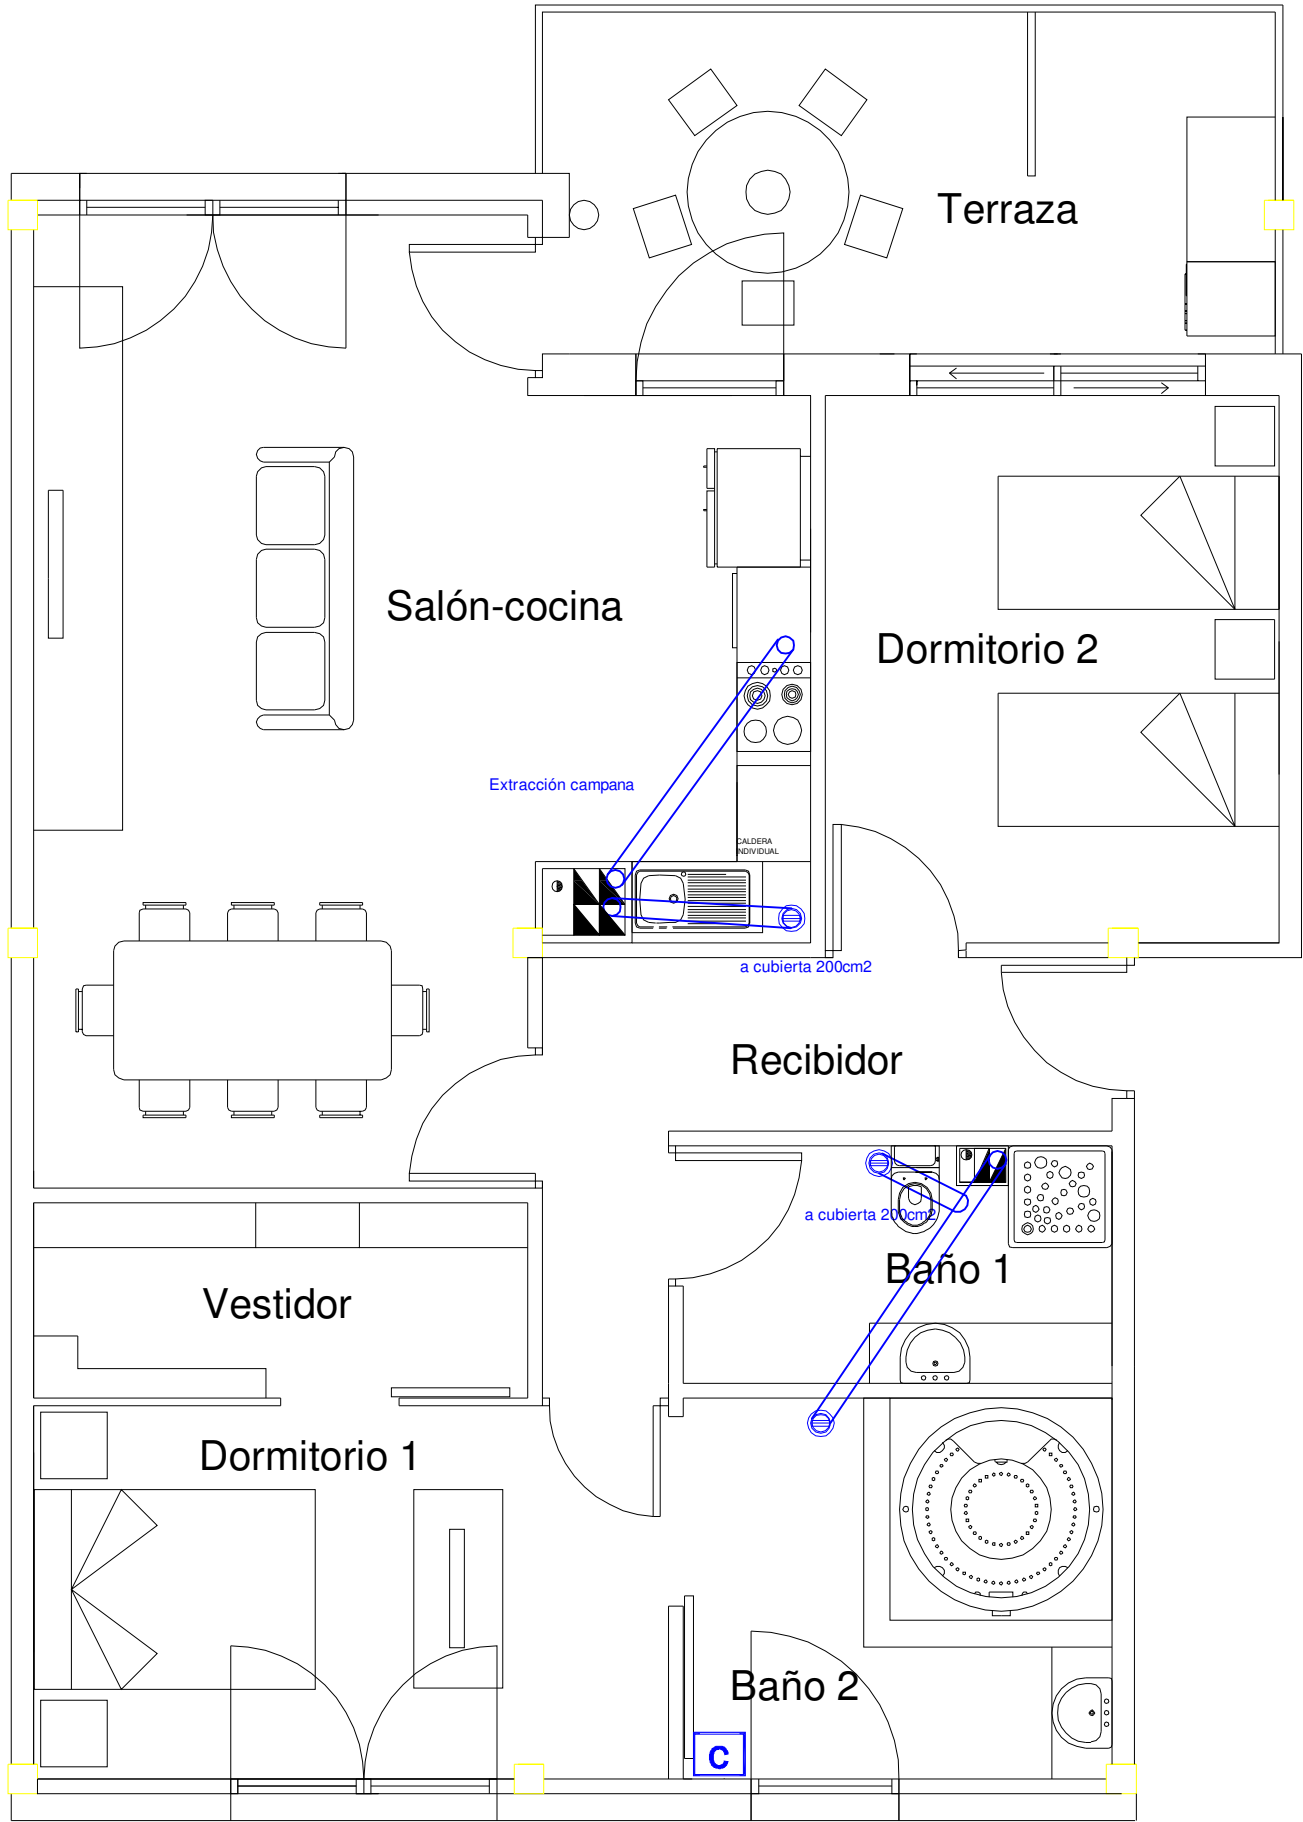 Terraza
Salón-cocina
Dormitorio 2
Extracción campana
CALDERA
INDIVIDUAL
a cubierta 200cm2
Recibidor
a cubierta 200cm2
Baño 1
Vestidor
Dormitorio 1
Baño 2
C